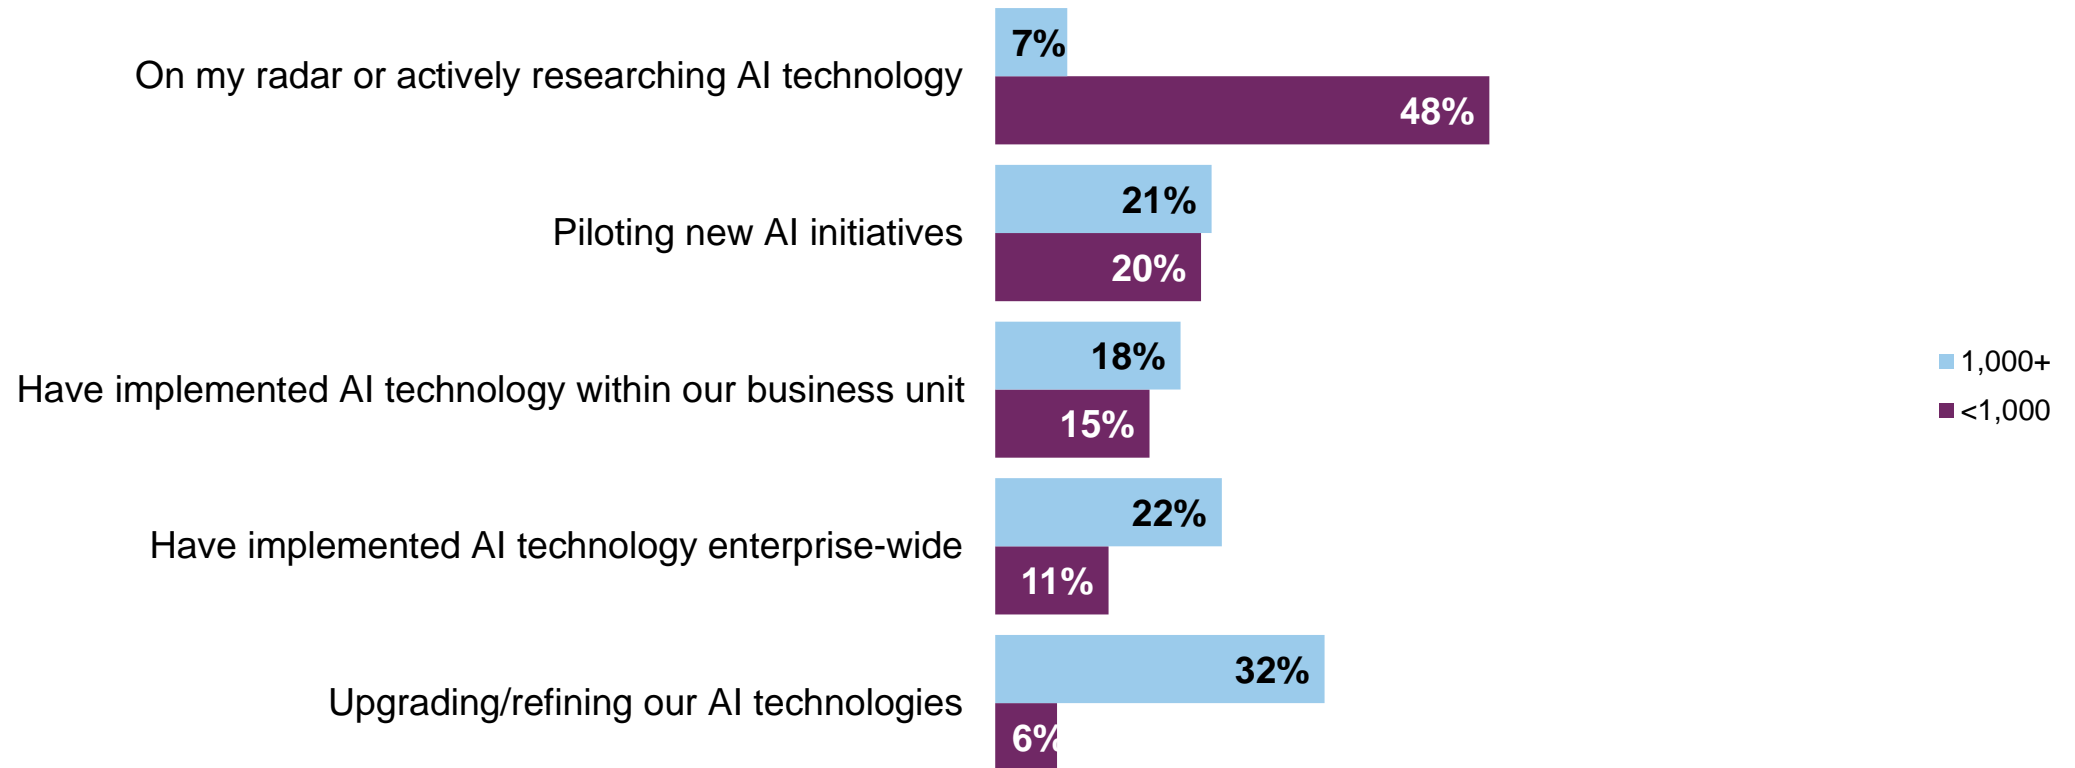 7%
On my radar or actively researching AI technology
48%
21%
Piloting new AI initiatives
20%
18%
Have implemented AI technology within our business unit
15%
22%
Have implemented AI technology enterprise-wide
11%
32%
Upgrading/refining our AI technologies
6%
1,000+
<1,000